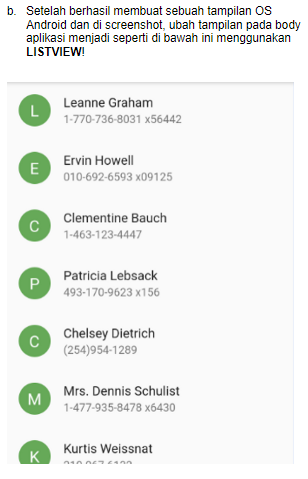 b. Setelah berhasil membuat sebuah tampilan OS
Android dan di screenshot, ubah tampilan pada body
aplikasi menjadi seperti di bawah ini menggunakan
LISTVIEW!
L
Leanne Graham
1-770-736-8031 x56442
E
Ervin Howell
010-692-6593 x09125
C
Clementine Bauch
1-463-123-4447
P
Patricia Lebsack
493-170-9623 x156
C
Chelsey Dietrich
(254)954-1289
M
Mrs. Dennis Schulist
1-477-935-8478 x6430
K
Kurtis Weissnat